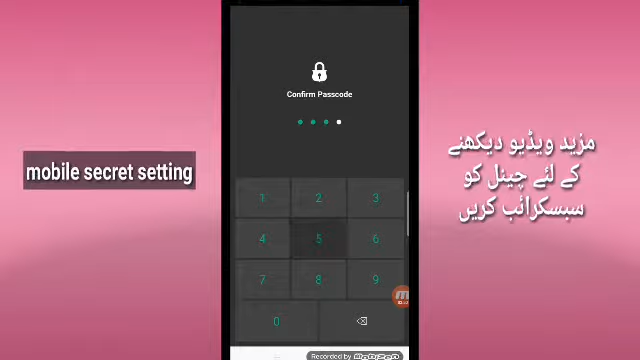 Confirm Passcode
mobile secret setting
مزید ویڈیو دیکھنے
کے لئے چینل کو
سبسکرائب کریں
1 2 3
4 5 6
7 8 9
0
Recorded by